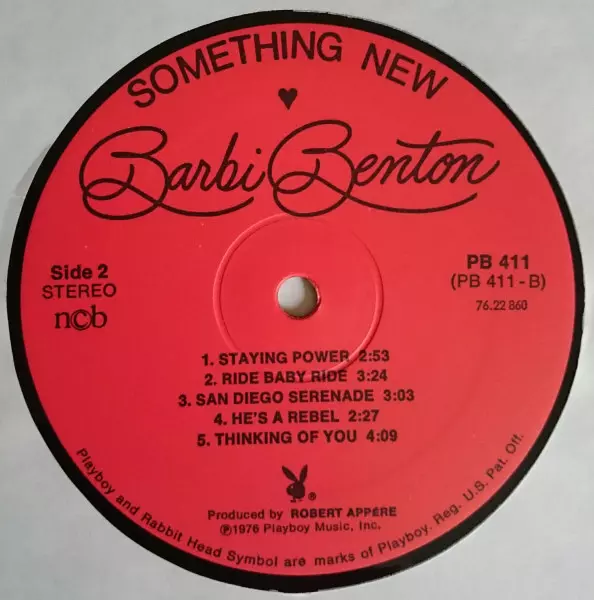 SOMETHING NEW
Barbi Benton
Side 2
STEREO
ncb
PB 411
(PB 411 - B)
76.22 860
1. STAYING POWER 2:53
2. RIDE BABY RIDE 3:24
3. SAN DIEGO SERENADE 3:03
4. HE'S A REBEL 2:27
5. THINKING OF YOU 4:09
®
Produced by ROBERT APPÈRE
℗1976 Playboy Music, Inc.
Playboy and Rabbit Head Symbol are marks of Playboy. Reg. U.S. Pat. Off.